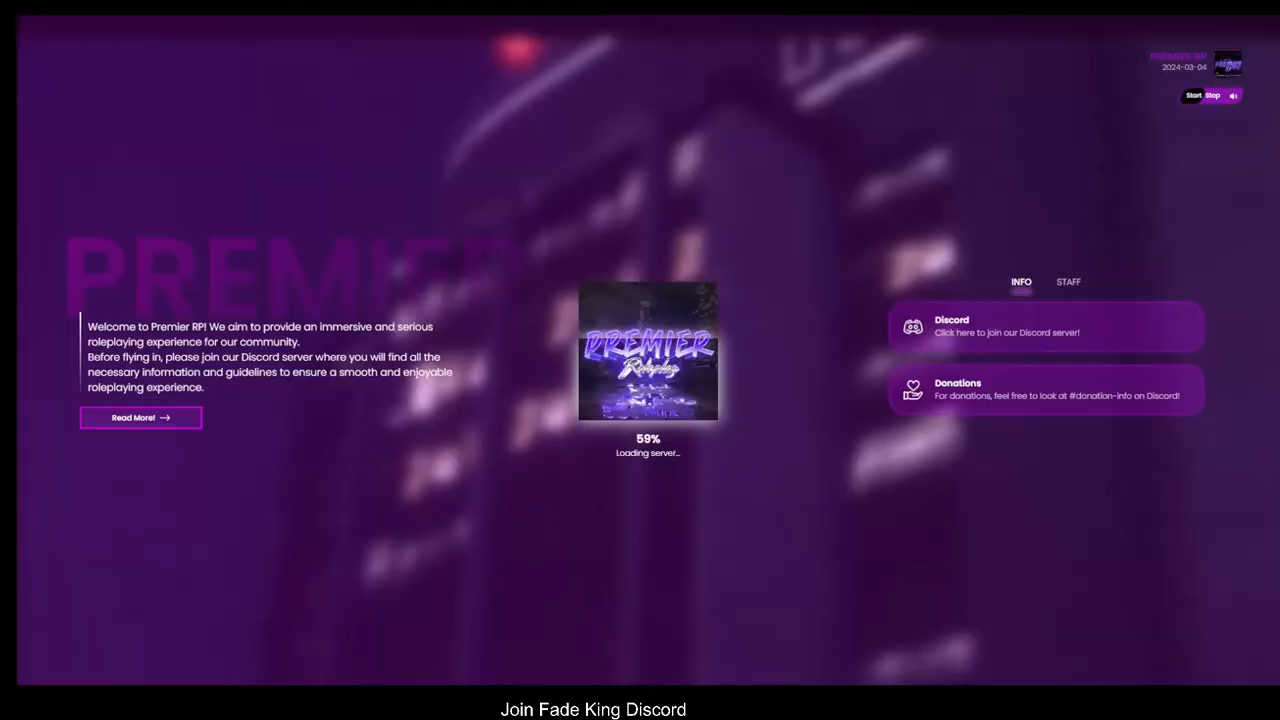 PREMIER RP
2024-03-04
Start Stop
PREMIER
Welcome to Premier RP! We aim to provide an immersive and serious
roleplaying experience for our community.
Before flying in, please join our Discord server where you will find all the
necessary information and guidelines to ensure a smooth and enjoyable
roleplaying experience.
Read More! →
PREMIER
Roleplay
59%
Loading server...
INFO STAFF
Discord
Click here to join our Discord server!
Donations
For donations, feel free to look at #donation-info on Discord!
Join Fade King Discord